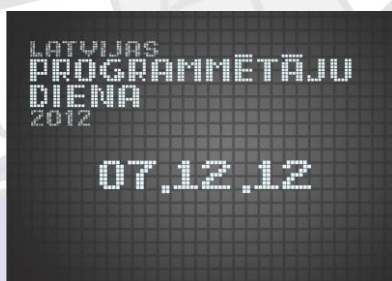 LATVIJAS
PROGRAMMĒTĀJU
DIENA
2012
07.12.12